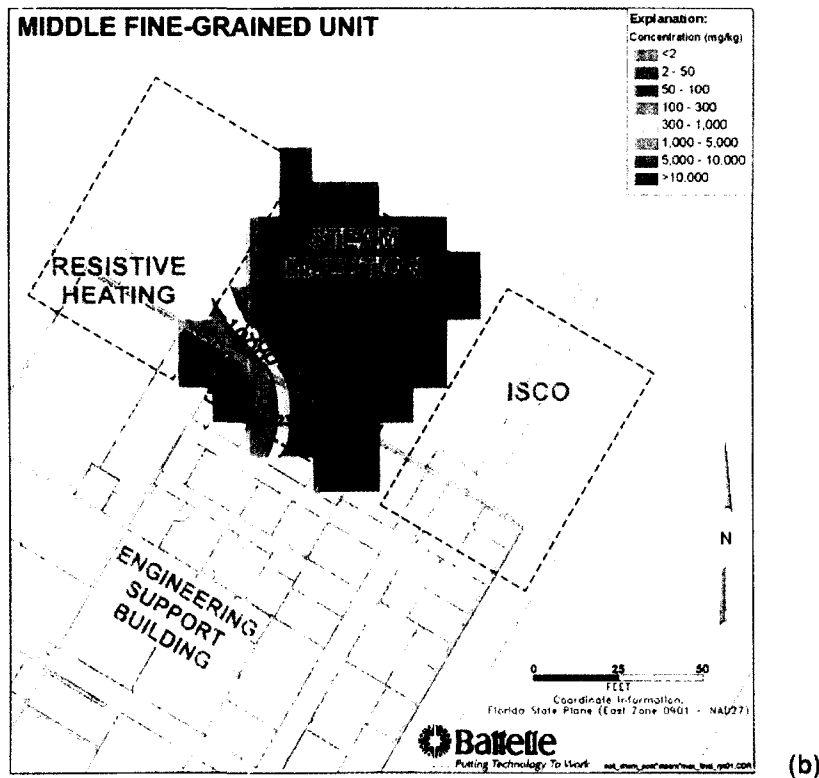 MIDDLE FINE-GRAINED UNIT
Explanation:
Concentration (mg/kg)
<2
2 - 50
50 - 100
100 - 300
300 - 1,000
1,000 - 5,000
5,000 - 10,000
>10,000
STEAM
INJECTION
RESISTIVE
HEATING
ISCO
ENGINEERING
SUPPORT
BUILDING
N
0 25 50
FEET
Coordinate Information:
Florida State Plane (East Zone 0901 - NAD27)
Battelle
Putting Technology To Work
(b)